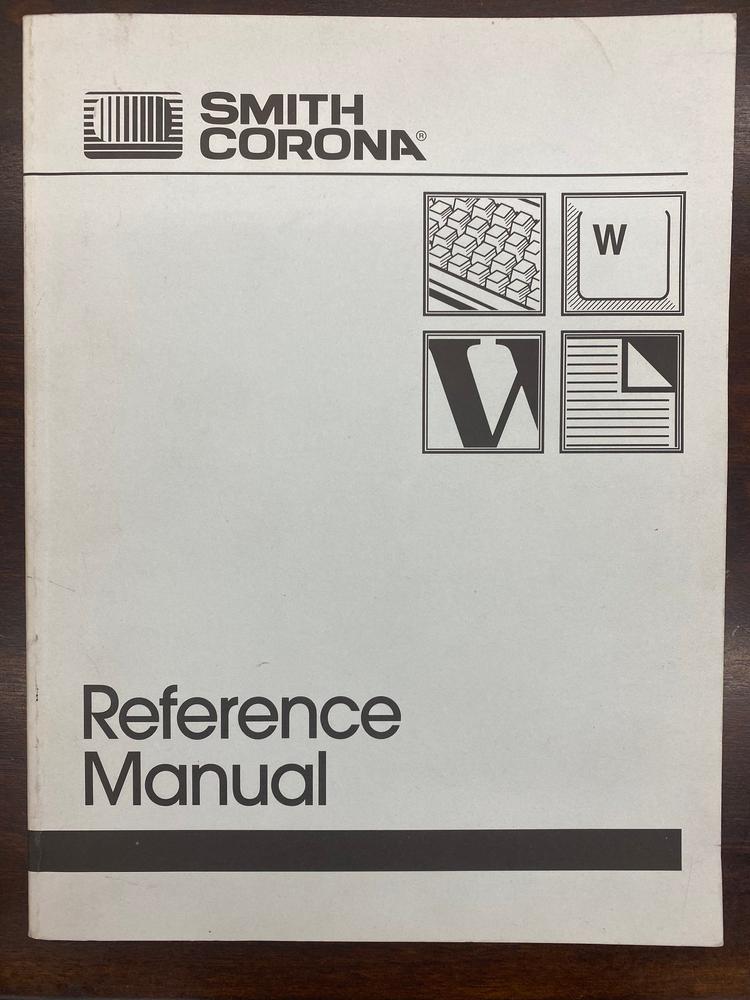 SMITH
CORONA®
W
Reference
Manual